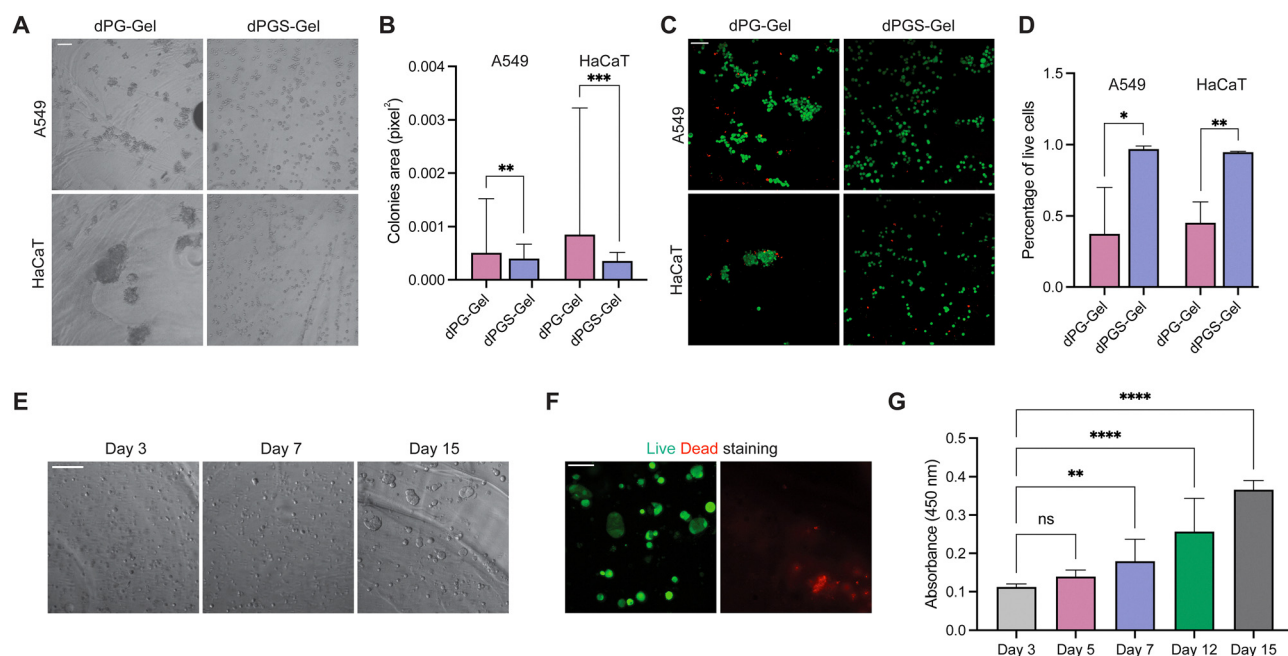 A
dPG-Gel
dPGS-Gel
A549
HaCaT
B
Colonies area (pixel²)
0.004
0.003
0.002
0.001
0.000
A549
HaCaT
**
***
dPG-Gel
dPGS-Gel
dPG-Gel
dPGS-Gel
C
dPG-Gel
dPGS-Gel
A549
HaCaT
D
Percentage of live cells
1.5
1.0
0.5
0.0
A549
HaCaT
*
**
dPG-Gel
dPGS-Gel
dPG-Gel
dPGS-Gel
E
Day 3
Day 7
Day 15
F
Live Dead staining
G
Absorbance (450 nm)
0.5
0.4
0.3
0.2
0.1
0.0
****
****
**
ns
Day 3
Day 5
Day 7
Day 12
Day 15